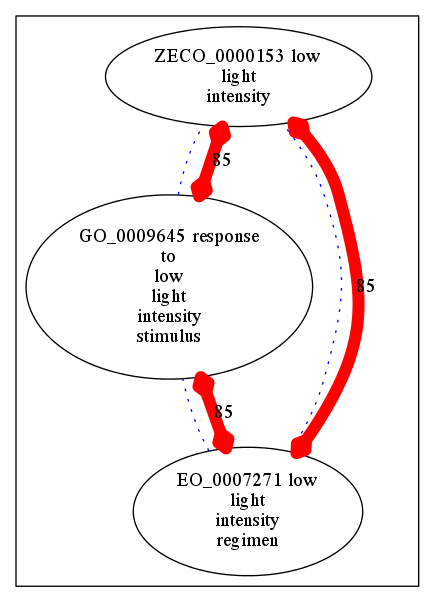 ZECO_0000153 low
light
intensity
85
GO_0009645 response
to
low
light
intensity
stimulus
85
85
EO_0007271 low
light
intensity
regimen